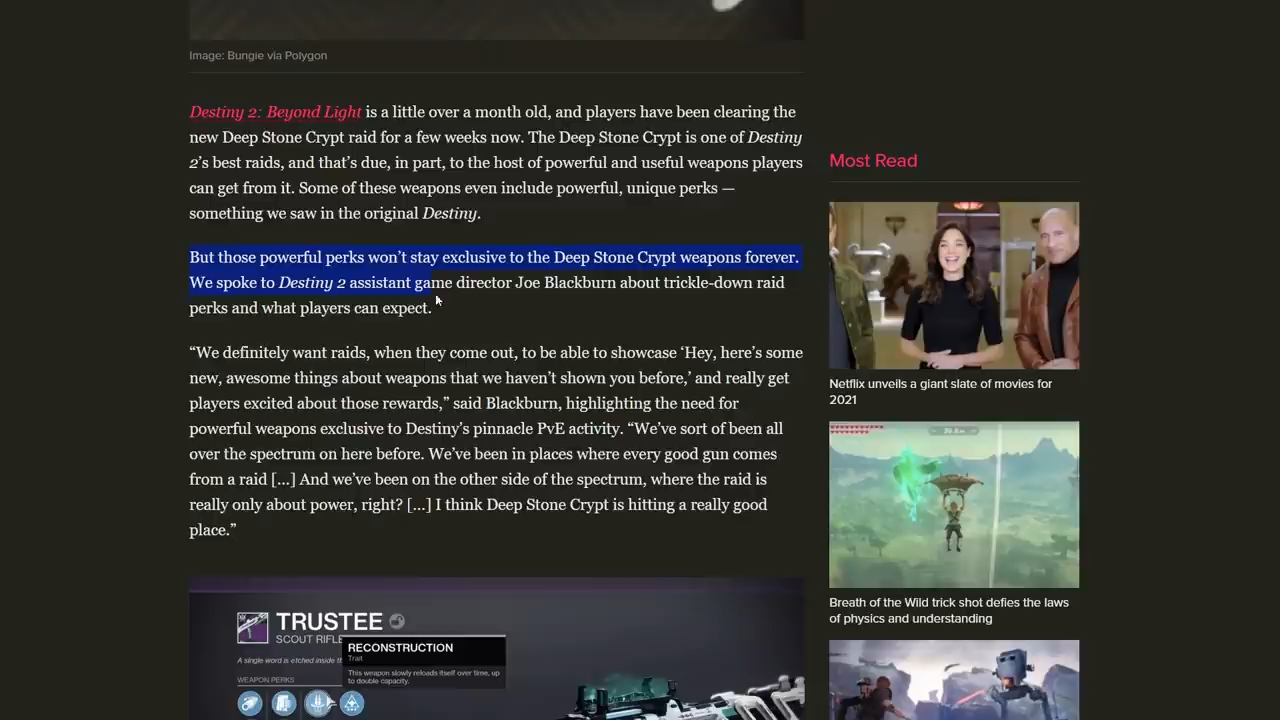 Image: Bungie via Polygon
Destiny 2: Beyond Light is a little over a month old, and players have been clearing the
new Deep Stone Crypt raid for a few weeks now. The Deep Stone Crypt is one of Destiny
2’s best raids, and that’s due, in part, to the host of powerful and useful weapons players
can get from it. Some of these weapons even include powerful, unique perks —
something we saw in the original Destiny.
But those powerful perks won’t stay exclusive to the Deep Stone Crypt weapons forever.
We spoke to Destiny 2 assistant game director Joe Blackburn about trickle-down raid
perks and what players can expect.
“We definitely want raids, when they come out, to be able to showcase ‘Hey, here’s some
new, awesome things about weapons that we haven’t shown you before,’ and really get
players excited about those rewards,” said Blackburn, highlighting the need for
powerful weapons exclusive to Destiny’s pinnacle PvE activity. “We’ve sort of been all
over the spectrum on here before. We’ve been in places where every good gun comes
from a raid [...] And we’ve been on the other side of the spectrum, where the raid is
really only about power, right? [...] I think Deep Stone Crypt is hitting a really good
place.”
TRUSTEE
SCOUT RIFLE
A single word is etched inside th
WEAPON PERKS
RECONSTRUCTION
Trait
This weapon slowly reloads itself over time, up
to double capacity.
Most Read
Netflix unveils a giant slate of movies for
2021
Breath of the Wild trick shot defies the laws
of physics and understanding